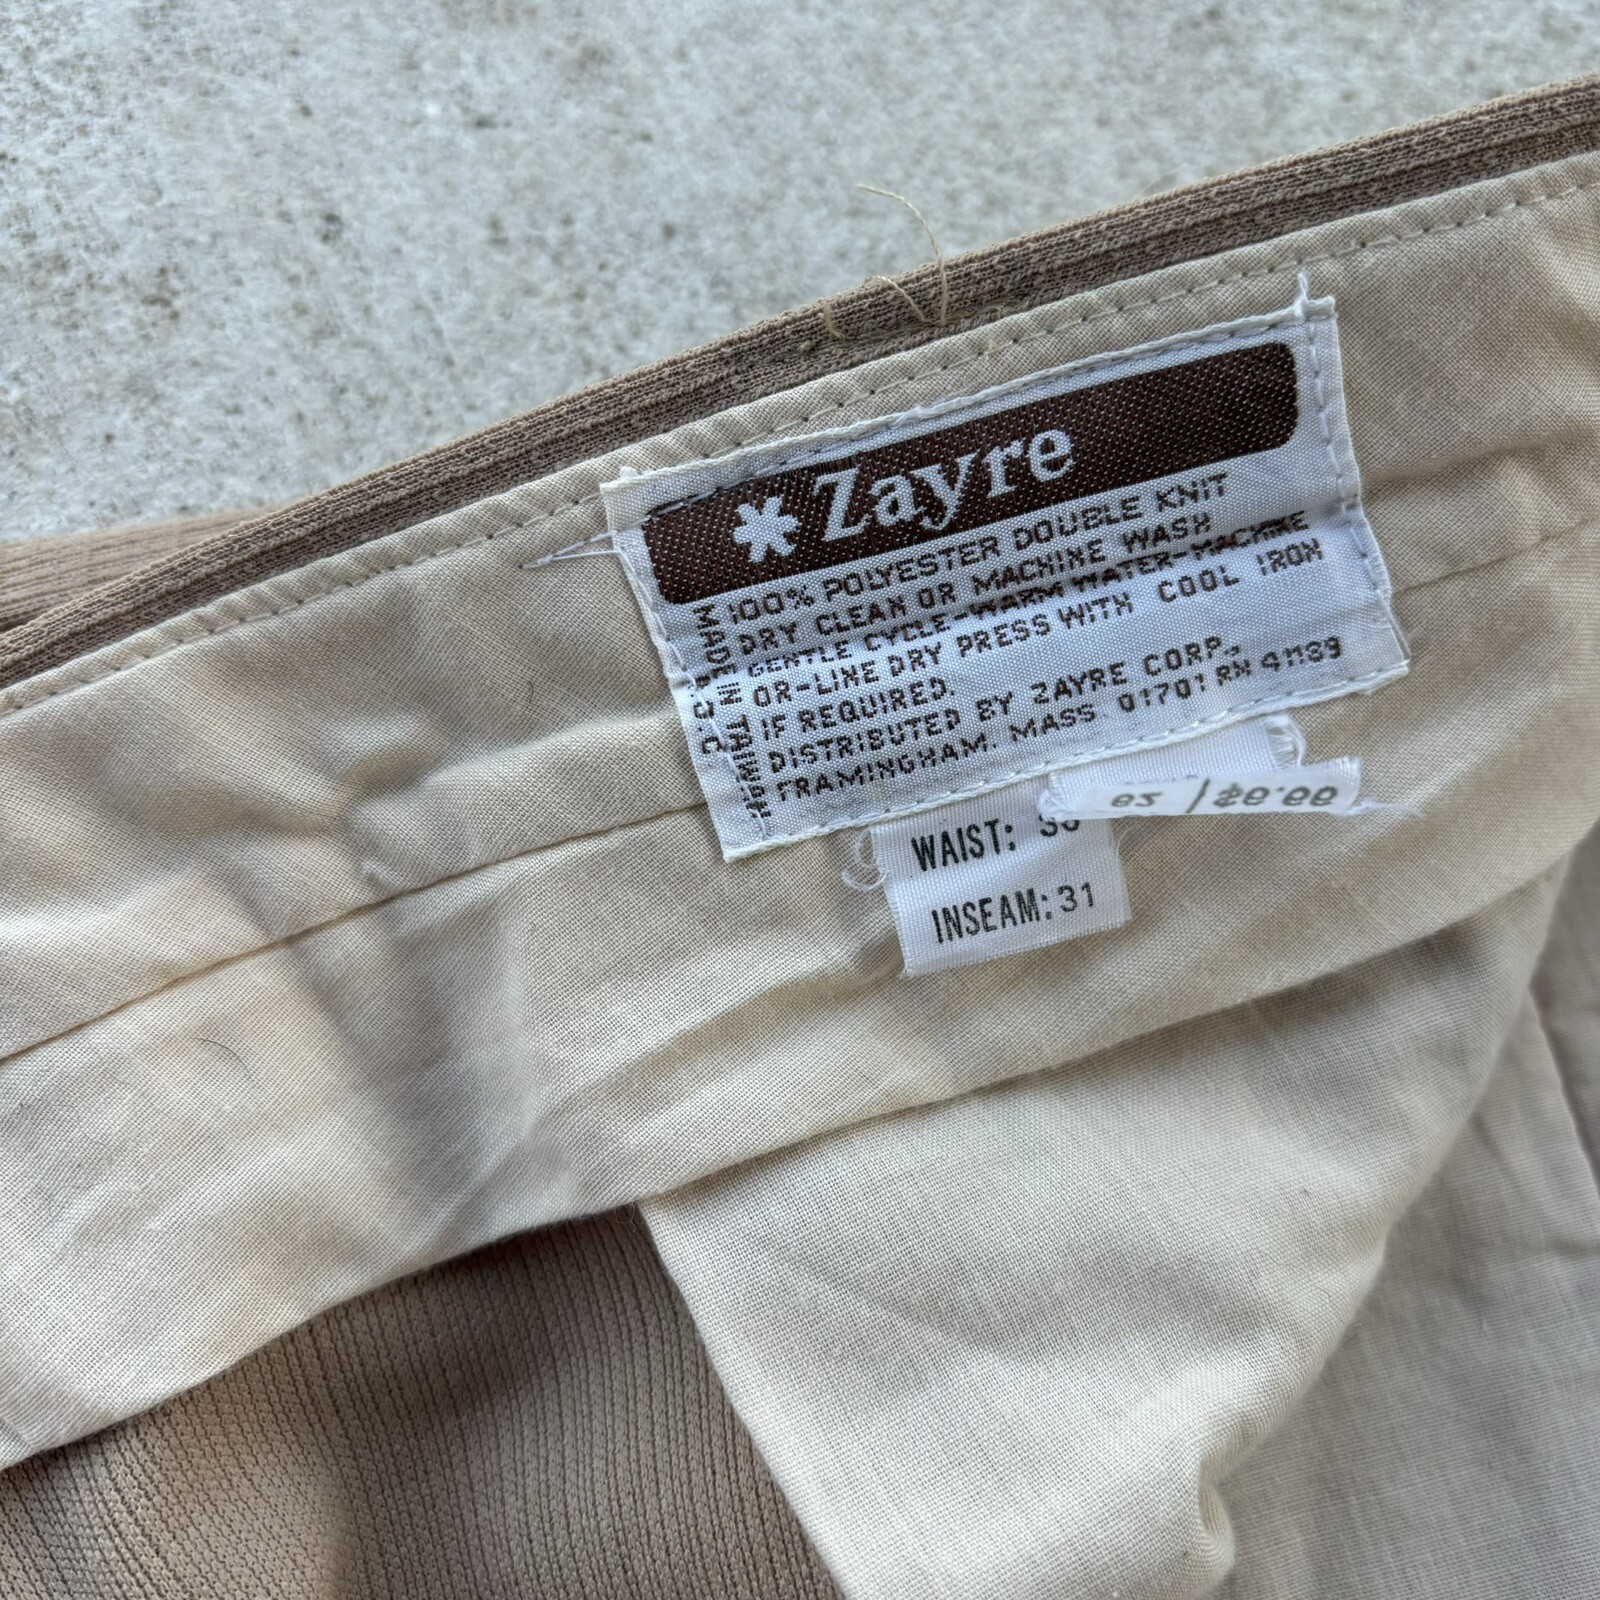 Zayre
100% POLYESTER DOUBLE KNIT
DRY CLEAN OR MACHINE WASH
GENTLE CYCLE-WARM WATER-MACHINE
OR-LINE DRY PRESS WITH COOL IRON
IF REQUIRED.
DISTRIBUTED BY ZAYRE CORP.,
FRAMINGHAM. MASS 01701 RN 41189
MADE IN TAIWAN
R.O.C
WAIST:
INSEAM: 31